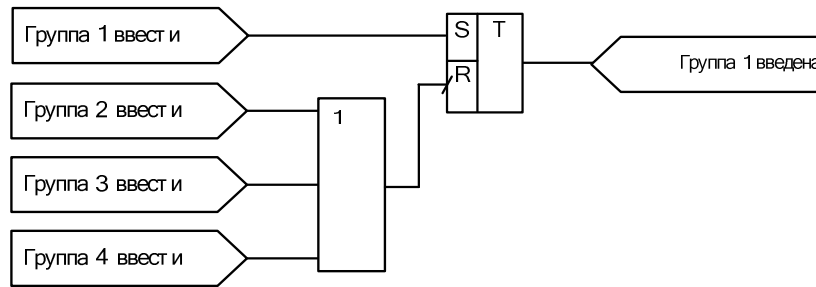 Группа 1 ввести
S T
R
Группа 1 введена
Группа 2 ввести
1
Группа 3 ввести
Группа 4 ввести